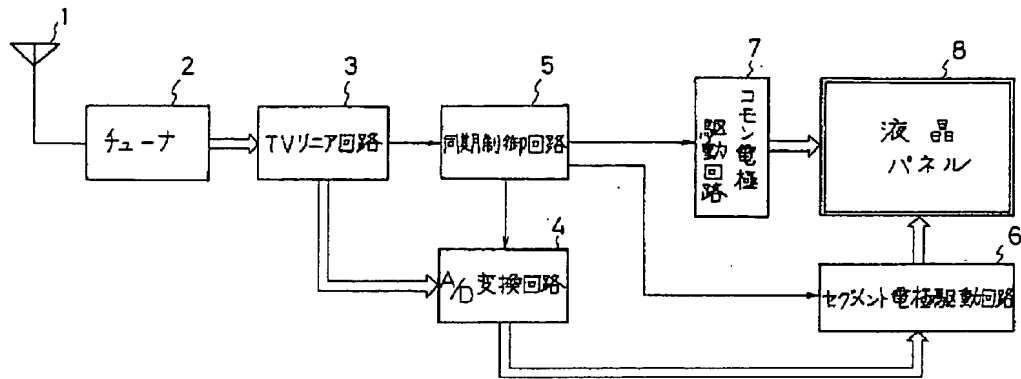 1
2
3
5
7
8
チューナ
TVリニア回路
同期制御回路
コモン電極
駆動回路
液晶
パネル
4
A/D変換回路
6
セグメント電極駆動回路